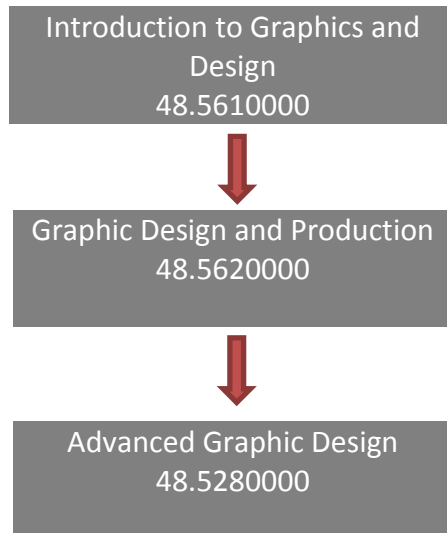 Introduction to Graphics and
Design
48.5610000
Graphic Design and Production
48.5620000
Advanced Graphic Design
48.5280000